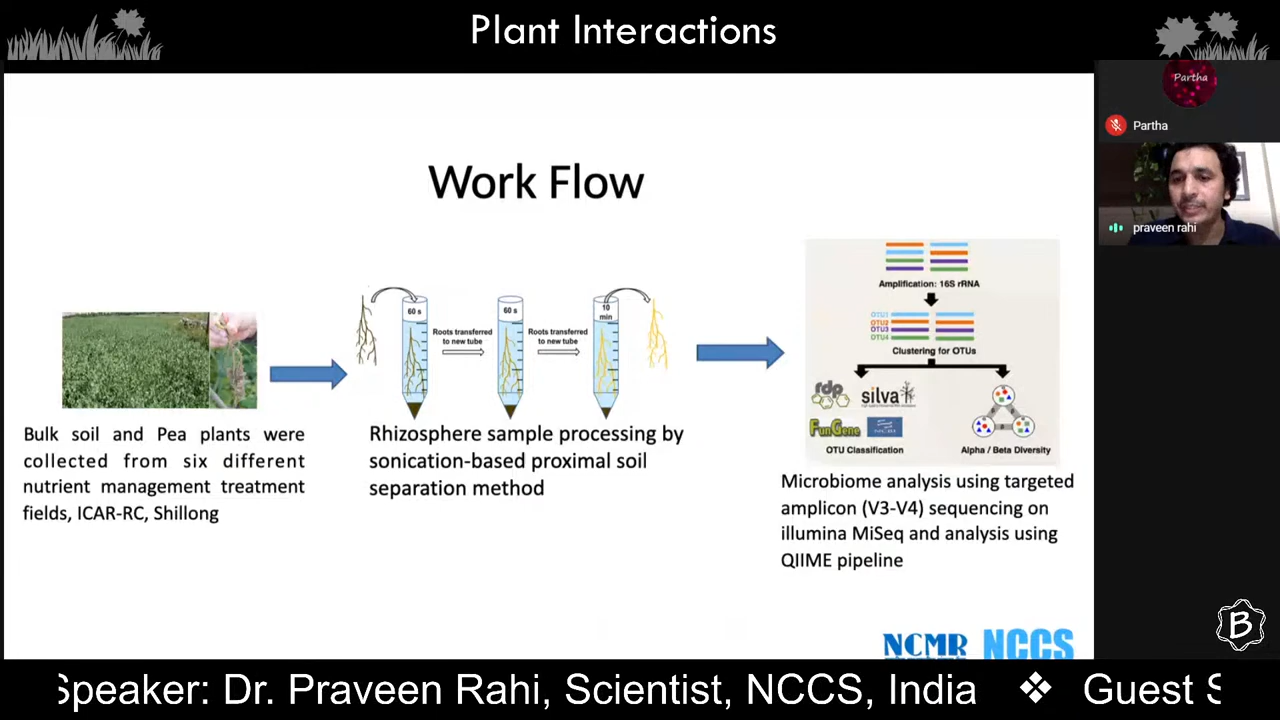 Plant Interactions
Partha
Partha
praveen rahi
Work Flow
60 s
Roots transferred
to new tube
60 s
Roots transferred
to new tube
10
min
Amplification: 16S rRNA
OTU1
OTU2
OTU3
OTU4
Clustering for OTUs
rdp
silva
FunGene
OTU Classification
Alpha / Beta Diversity
Bulk soil and Pea plants were
collected from six different
nutrient management treatment
fields, ICAR-RC, Shillong
Rhizosphere sample processing by
sonication-based proximal soil
separation method
Microbiome analysis using targeted
amplicon (V3-V4) sequencing on
illumina MiSeq and analysis using
QIIME pipeline
NCMR NCCS
B
Speaker: Dr. Praveen Rahi, Scientist, NCCS, India ❖ Guest S